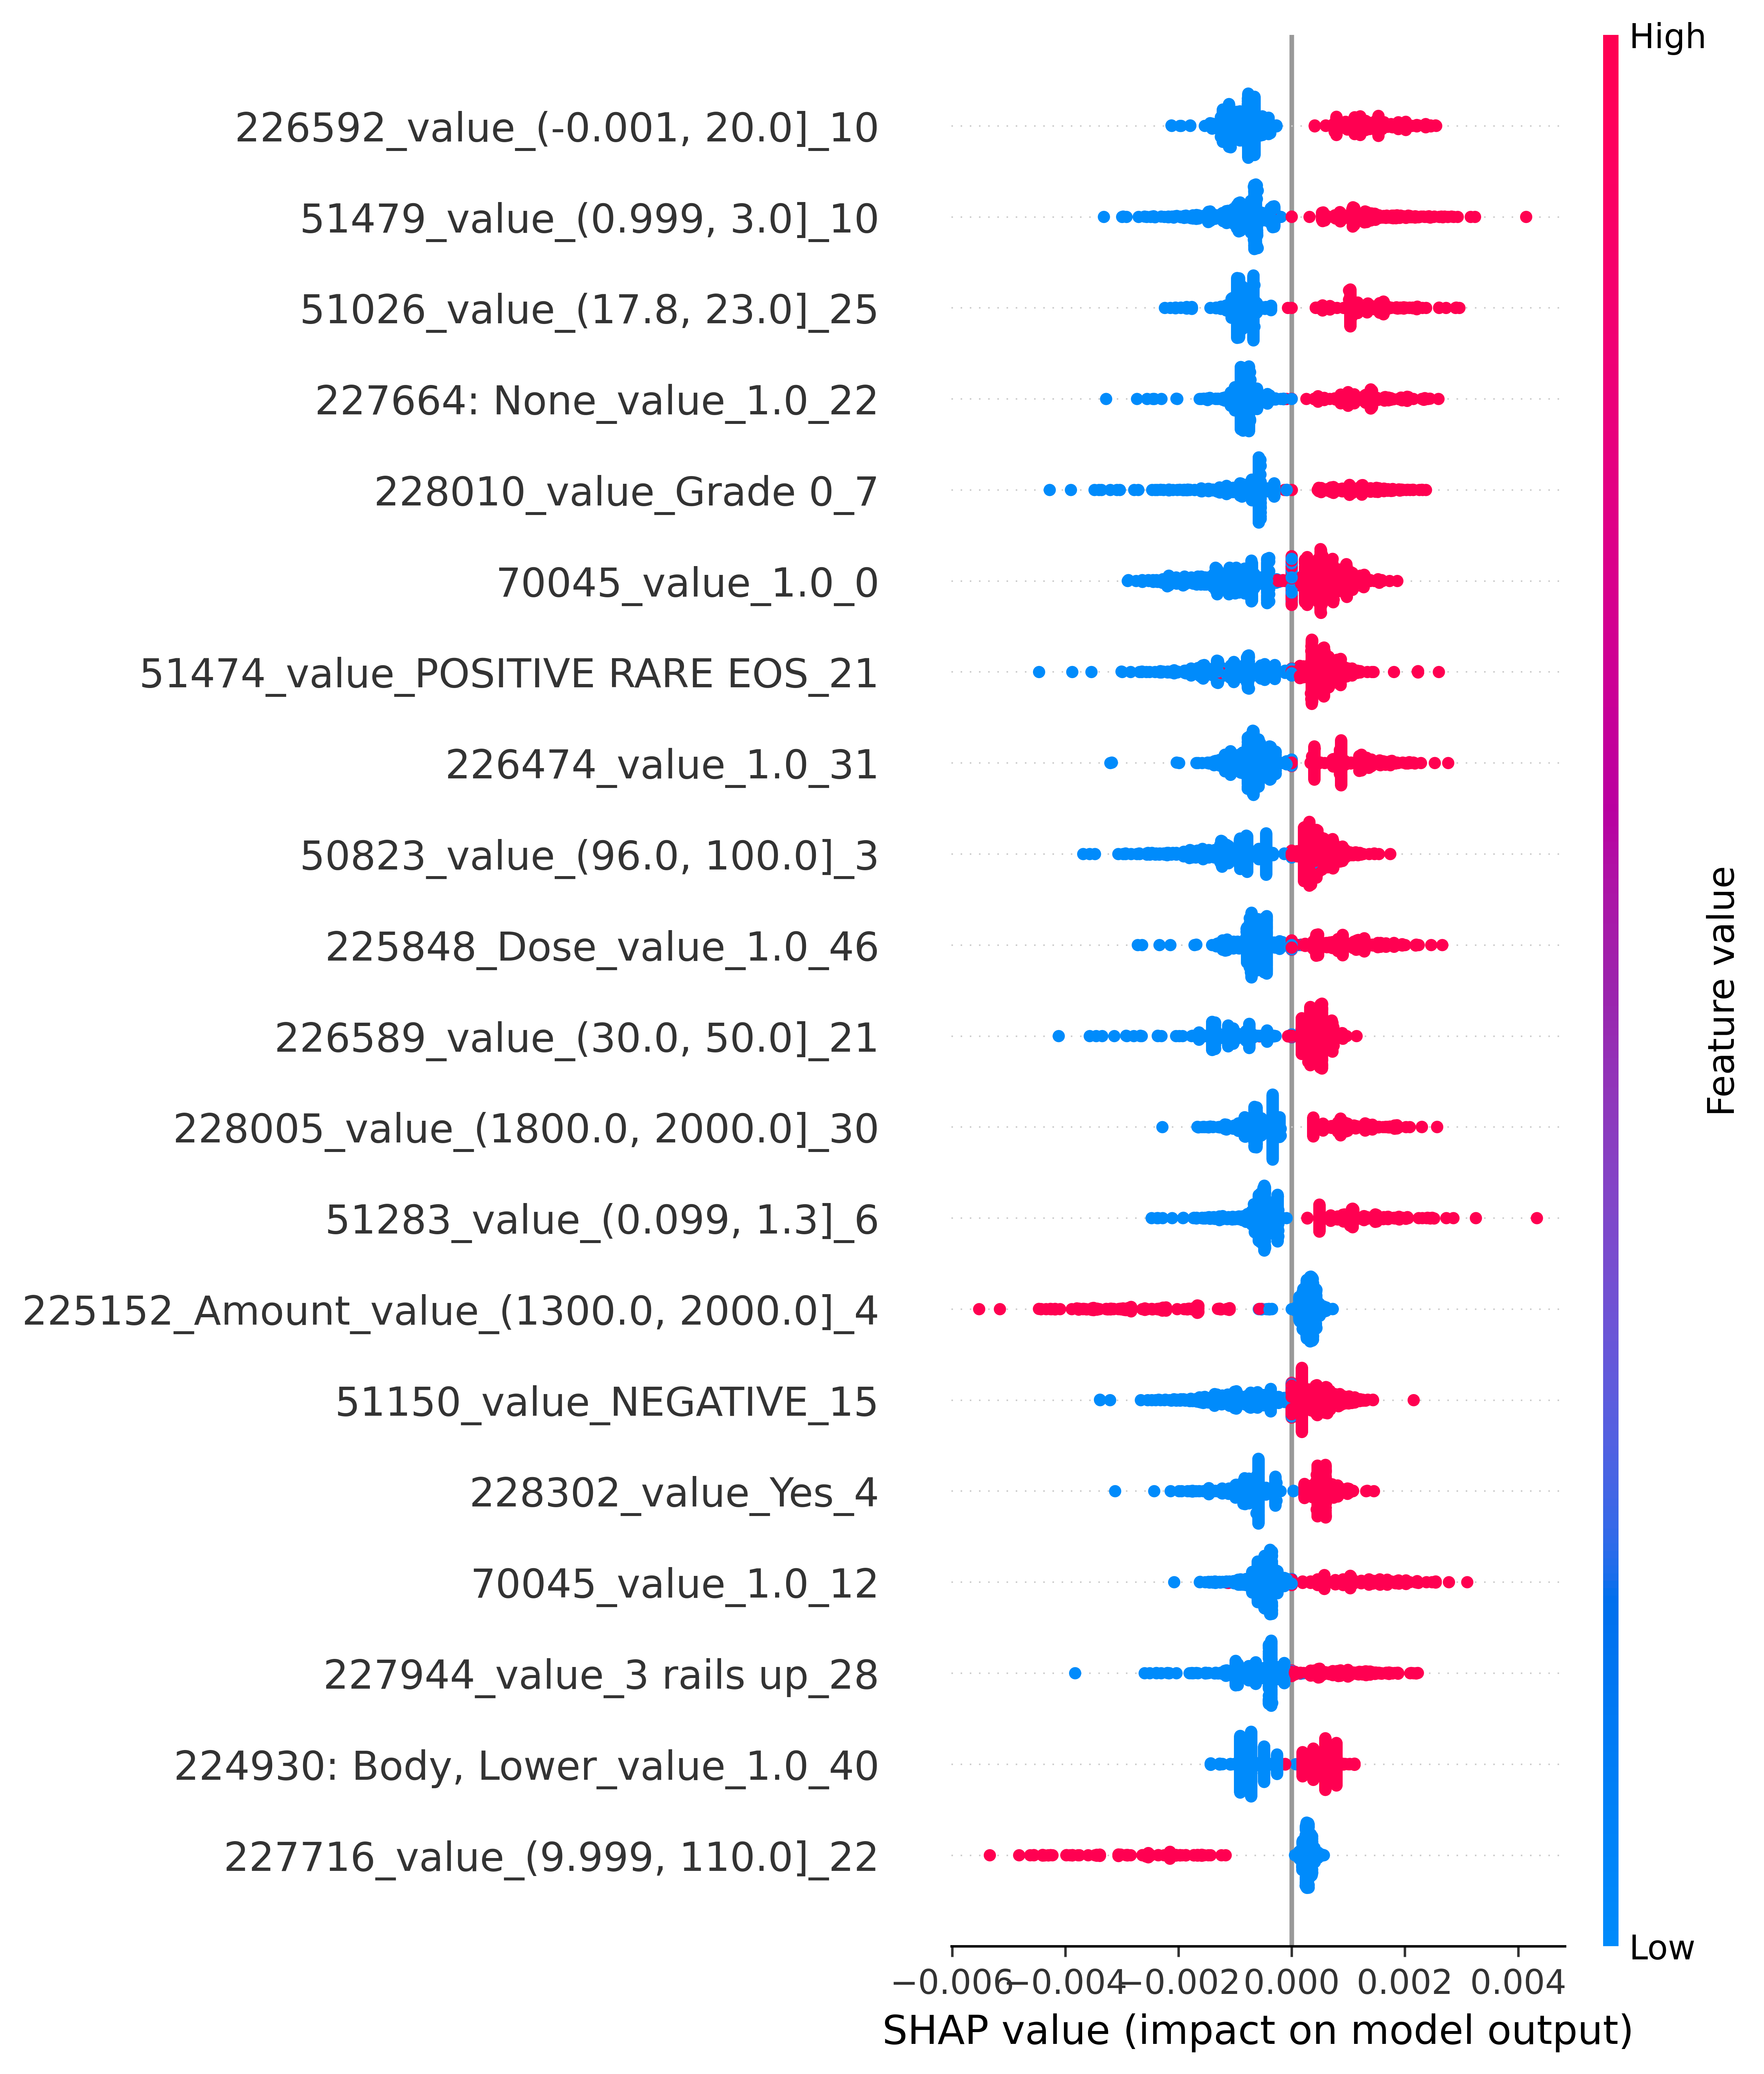 High
226592_value_(-0.001, 20.0]_10
51479_value_(0.999, 3.0]_10
51026_value_(17.8, 23.0]_25
227664: None_value_1.0_22
228010_value_Grade 0_7
70045_value_1.0_0
51474_value_POSITIVE RARE EOS_21
226474_value_1.0_31
50823_value_(96.0, 100.0]_3
225848_Dose_value_1.0_46
226589_value_(30.0, 50.0]_21
228005_value_(1800.0, 2000.0]_30
51283_value_(0.099, 1.3]_6
225152_Amount_value_(1300.0, 2000.0]_4
51150_value_NEGATIVE_15
228302_value_Yes_4
70045_value_1.0_12
227944_value_3 rails up_28
224930: Body, Lower_value_1.0_40
227716_value_(9.999, 110.0]_22
Feature value
Low
−0.006 −0.004 −0.002 0.000 0.002 0.004
SHAP value (impact on model output)